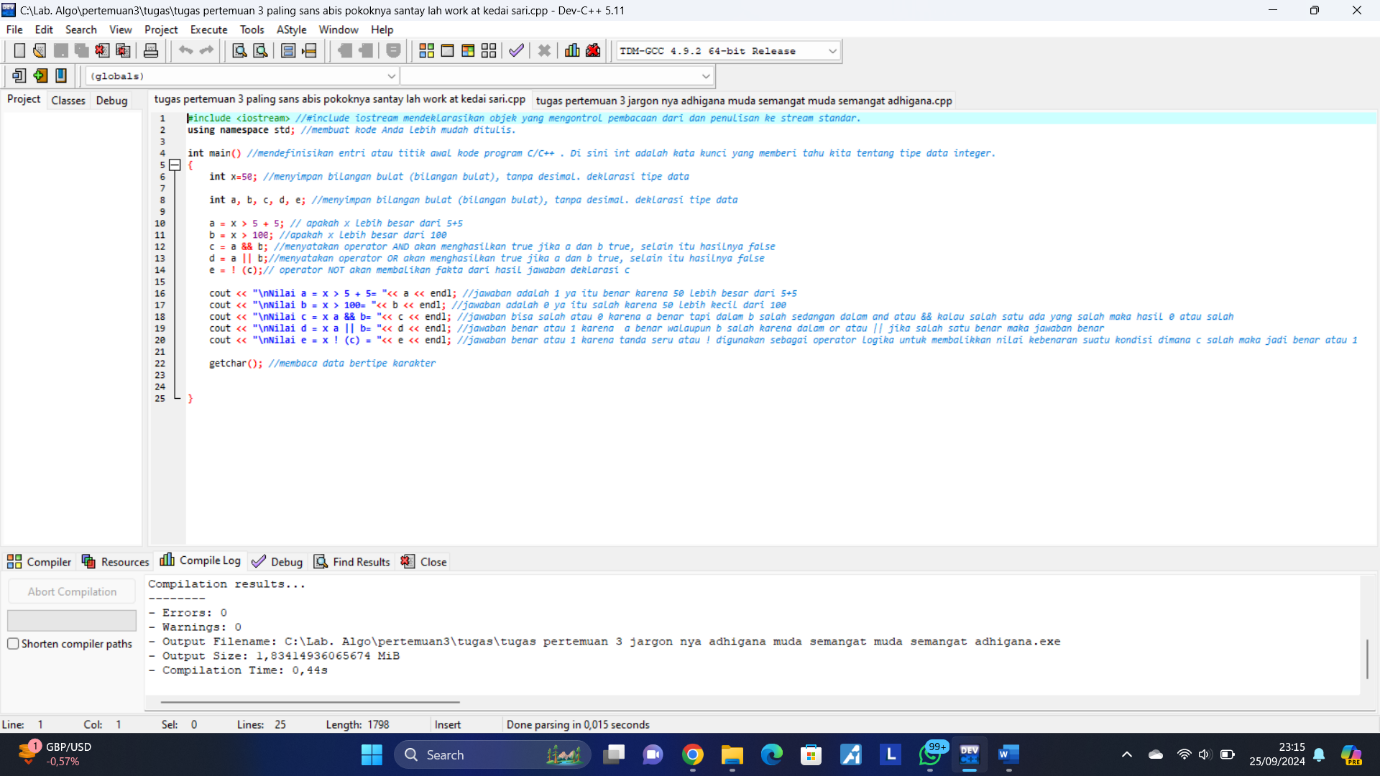 C:\Lab. Algo\pertemuan3\tugas\tugas pertemuan 3 paling sans abis pokoknya santay lah work at kedai sari.cpp - Dev-C++ 5.11
File Edit Search View Project Execute Tools AStyle Window Help
TDM-GCC 4.9.2 64-bit Release
(globals)
Project Classes Debug
tugas pertemuan 3 paling sans abis pokoknya santay lah work at kedai sari.cpp tugas pertemuan 3 jargon nya adhigana muda semangat muda semangat adhigana.cpp
1 #include <iostream> //#include iostream mendeklarasikan objek yang mengontrol pembacaan dari dan penulisan ke stream standar.
2 using namespace std; //membuat kode Anda lebih mudah ditulis.
3
4 int main() //mendefinisikan entri atau titik awal kode program C/C++ . Di sini int adalah kata kunci yang memberi tahu kita tentang tipe data integer.
5 {
6 int x=50; //menyimpan bilangan bulat (bilangan bulat), tanpa desimal. deklarasi tipe data
7
8 int a, b, c, d, e; //menyimpan bilangan bulat (bilangan bulat), tanpa desimal. deklarasi tipe data
9
10 a = x > 5 + 5; // apakah x lebih besar dari 5+5
11 b = x > 100; //apakah x lebih besar dari 100
12 c = a && b; //menyatakan operator AND akan menghasilkan true jika a dan b true, selain itu hasilnya false
13 d = a || b;//menyatakan operator OR akan menghasilkan true jika a dan b true, selain itu hasilnya false
14 e = ! (c);// operator NOT akan membalikan fakta dari hasil jawaban deklarasi c
15
16 cout << "\nNilai a = x > 5 + 5= "<< a << endl; //jawaban adalah 1 ya itu benar karena 50 lebih besar dari 5+5
17 cout << "\nNilai b = x > 100= "<< b << endl; //jawaban adalah 0 ya itu salah karena 50 lebih kecil dari 100
18 cout << "\nNilai c = x a && b= "<< c << endl; //jawaban bisa salah atau 0 karena a benar tapi dalam b salah sedangan dalam and atau && kalau salah satu ada yang salah maka hasil 0 atau salah
19 cout << "\nNilai d = x a || b= "<< d << endl; //jawaban benar atau 1 karena  a benar walaupun b salah karena dalam or atau || jika salah satu benar maka jawaban benar
20 cout << "\nNilai e = x ! (c) = "<< e << endl; //jawaban benar atau 1 karena tanda seru atau ! digunakan sebagai operator logika untuk membalikkan nilai kebenaran suatu kondisi dimana c salah maka jadi benar atau 1
21
22 getchar(); //membaca data bertipe karakter
23
24
25 }
Compiler Resources Compile Log Debug Find Results Close
Abort Compilation
Shorten compiler paths
Compilation results...
--------
- Errors: 0
- Warnings: 0
- Output Filename: C:\Lab. Algo\pertemuan3\tugas\tugas pertemuan 3 jargon nya adhigana muda semangat muda semangat adhigana.exe
- Output Size: 1,83414936065674 MiB
- Compilation Time: 0,44s
Line: 1 Col: 1 Sel: 0 Lines: 25 Length: 1798 Insert Done parsing in 0,015 seconds
1 GBP/USD
-0,57%
Search
L
99+
DEV
W
PRE
23:15
25/09/2024